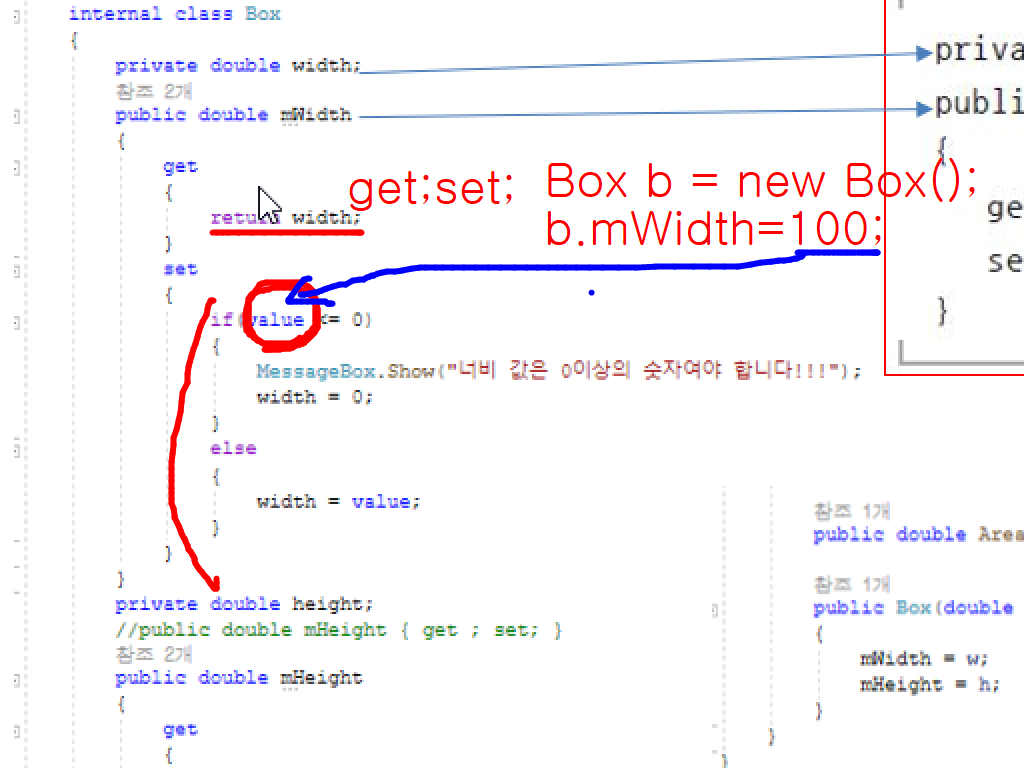 internal class Box
{
private double width;
참조 2개
public double mWidth
{
get
{
return width;
}
set
{
if(value <= 0)
{
MessageBox.Show("너비 값은 0이상의 숫자여야 합니다!!!");
width = 0;
}
else
{
width = value;
}
}
}
private double height;
//public double mHeight { get ; set; }
참조 2개
public double mHeight
{
get
{
get;set;
Box b = new Box();
b.mWidth=100;
priva
publi
{
ge
se
}
참조 1개
public double Area
참조 1개
public Box(double
{
mWidth = w;
mHeight = h;
}
}
}